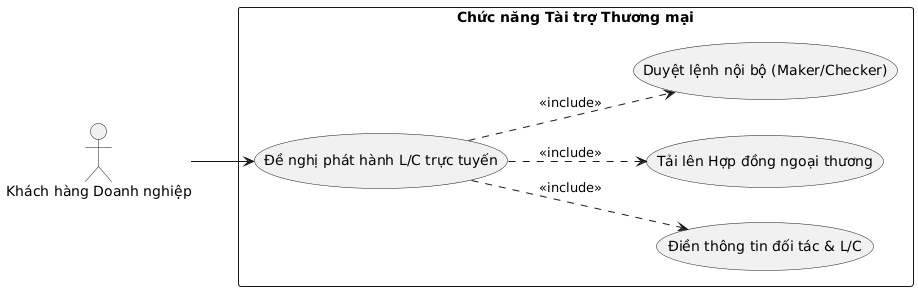 Chức năng Tài trợ Thương mại
Duyệt lệnh nội bộ (Maker/Checker)
«include»
Đề nghị phát hành L/C trực tuyến
«include»
Tải lên Hợp đồng ngoại thương
Khách hàng Doanh nghiệp
«include»
Điền thông tin đối tác & L/C